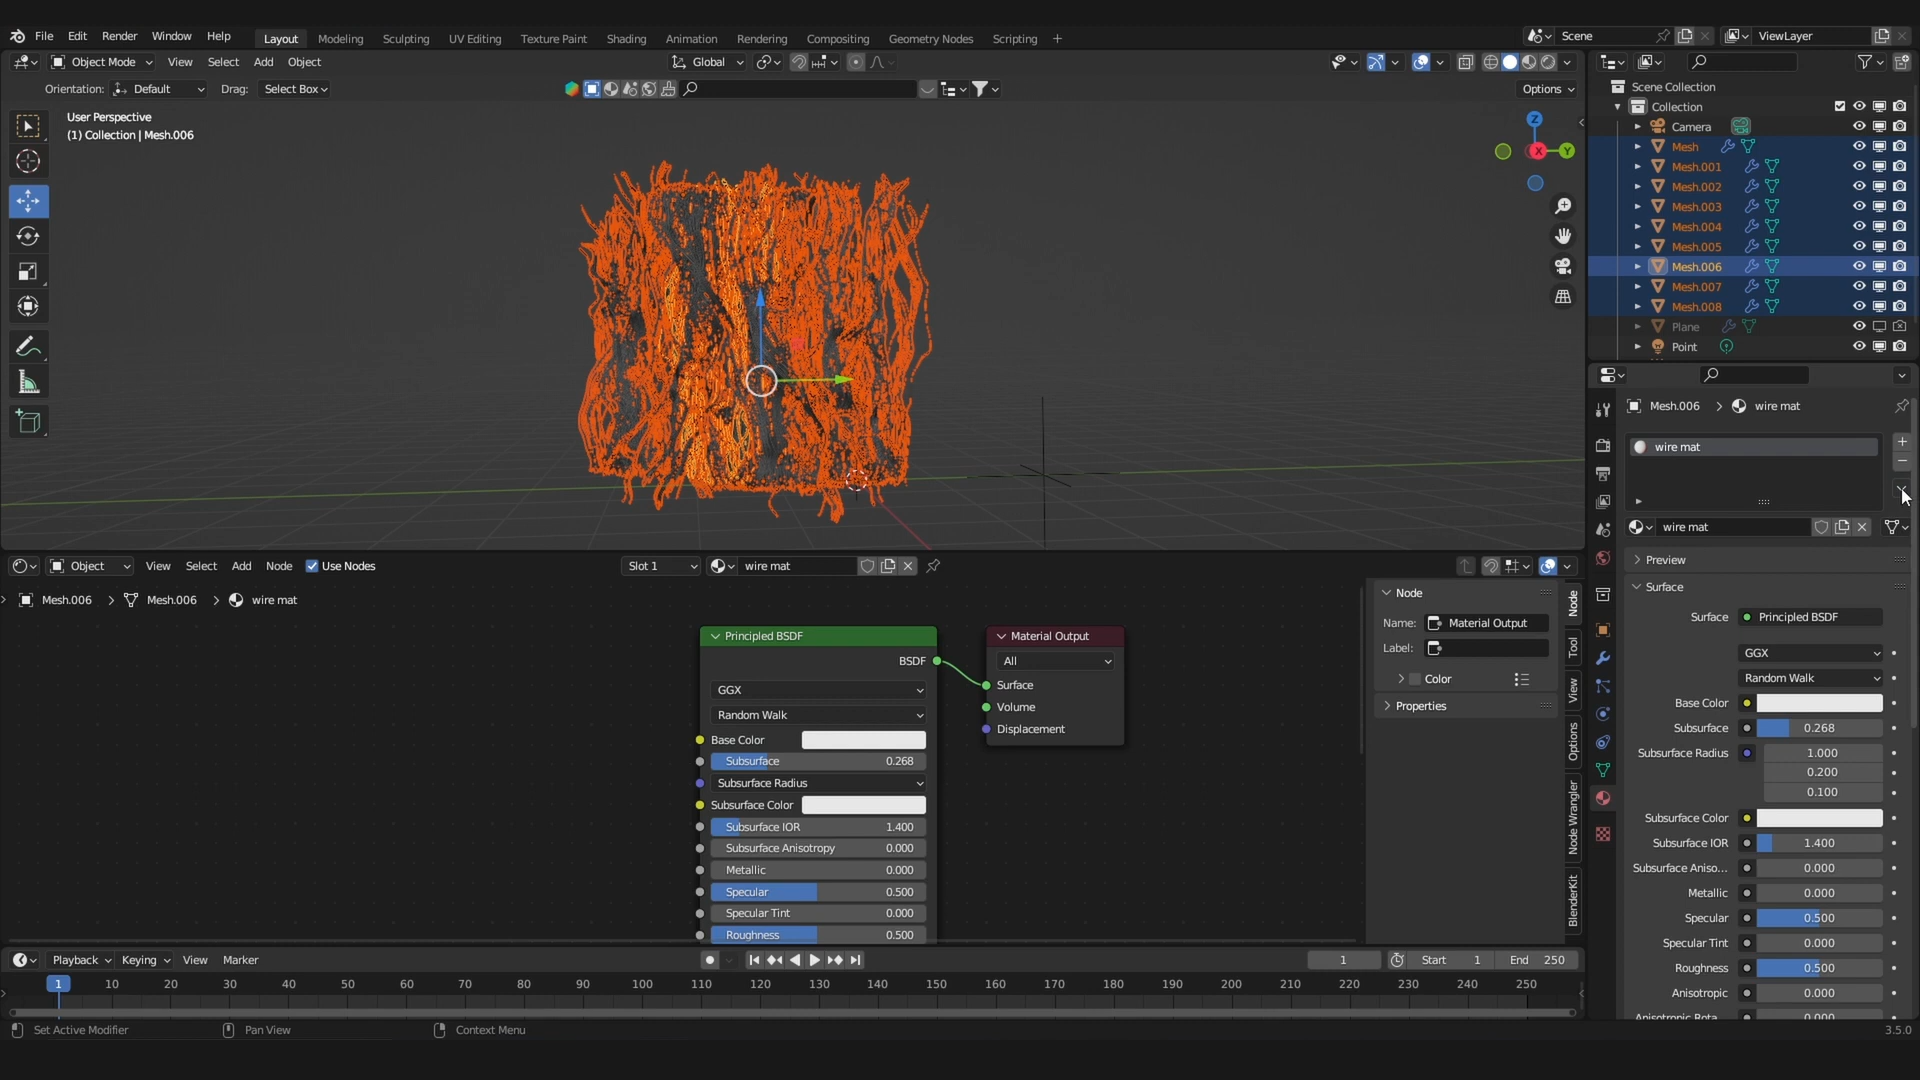 File Edit Render Window Help Layout Modeling Sculpting UV Editing Texture Paint Shading Animation Rendering Compositing Geometry Nodes Scripting + Scene ViewLayer
Object Mode View Select Add Object Global
Orientation: Default Drag: Select Box Options
User Perspective
(1) Collection | Mesh.006
Z
X
Y
Scene Collection
Collection
Camera
Mesh
Mesh.001
Mesh.002
Mesh.003
Mesh.004
Mesh.005
Mesh.006
Mesh.007
Mesh.008
Plane
Point
Mesh.006 > wire mat
wire mat
wire mat
Preview
Surface
Surface Principled BSDF
GGX
Random Walk
Base Color
Subsurface 0.268
Subsurface Radius 1.000
0.200
0.100
Subsurface Color
Subsurface IOR 1.400
Subsurface Aniso... 0.000
Metallic 0.000
Specular 0.500
Specular Tint 0.000
Roughness 0.500
Anisotropic 0.000
Anisotropic Rota... 0.000
Object View Select Add Node Use Nodes Slot 1 wire mat
Mesh.006 > Mesh.006 > wire mat
Principled BSDF
BSDF
GGX
Random Walk
Base Color
Subsurface 0.268
Subsurface Radius
Subsurface Color
Subsurface IOR 1.400
Subsurface Anisotropy 0.000
Metallic 0.000
Specular 0.500
Specular Tint 0.000
Roughness 0.500
Material Output
All
Surface
Volume
Displacement
Node
Name: Material Output
Label:
Color
Properties
Node
Tool
View
Options
Node Wrangler
BlenderKit
Playback Keying View Marker 1 Start 1 End 250
1 10 20 30 40 50 60 70 80 90 100 110 120 130 140 150 160 170 180 190 200 210 220 230 240 250
Set Active Modifier Pan View Context Menu 3.5.0